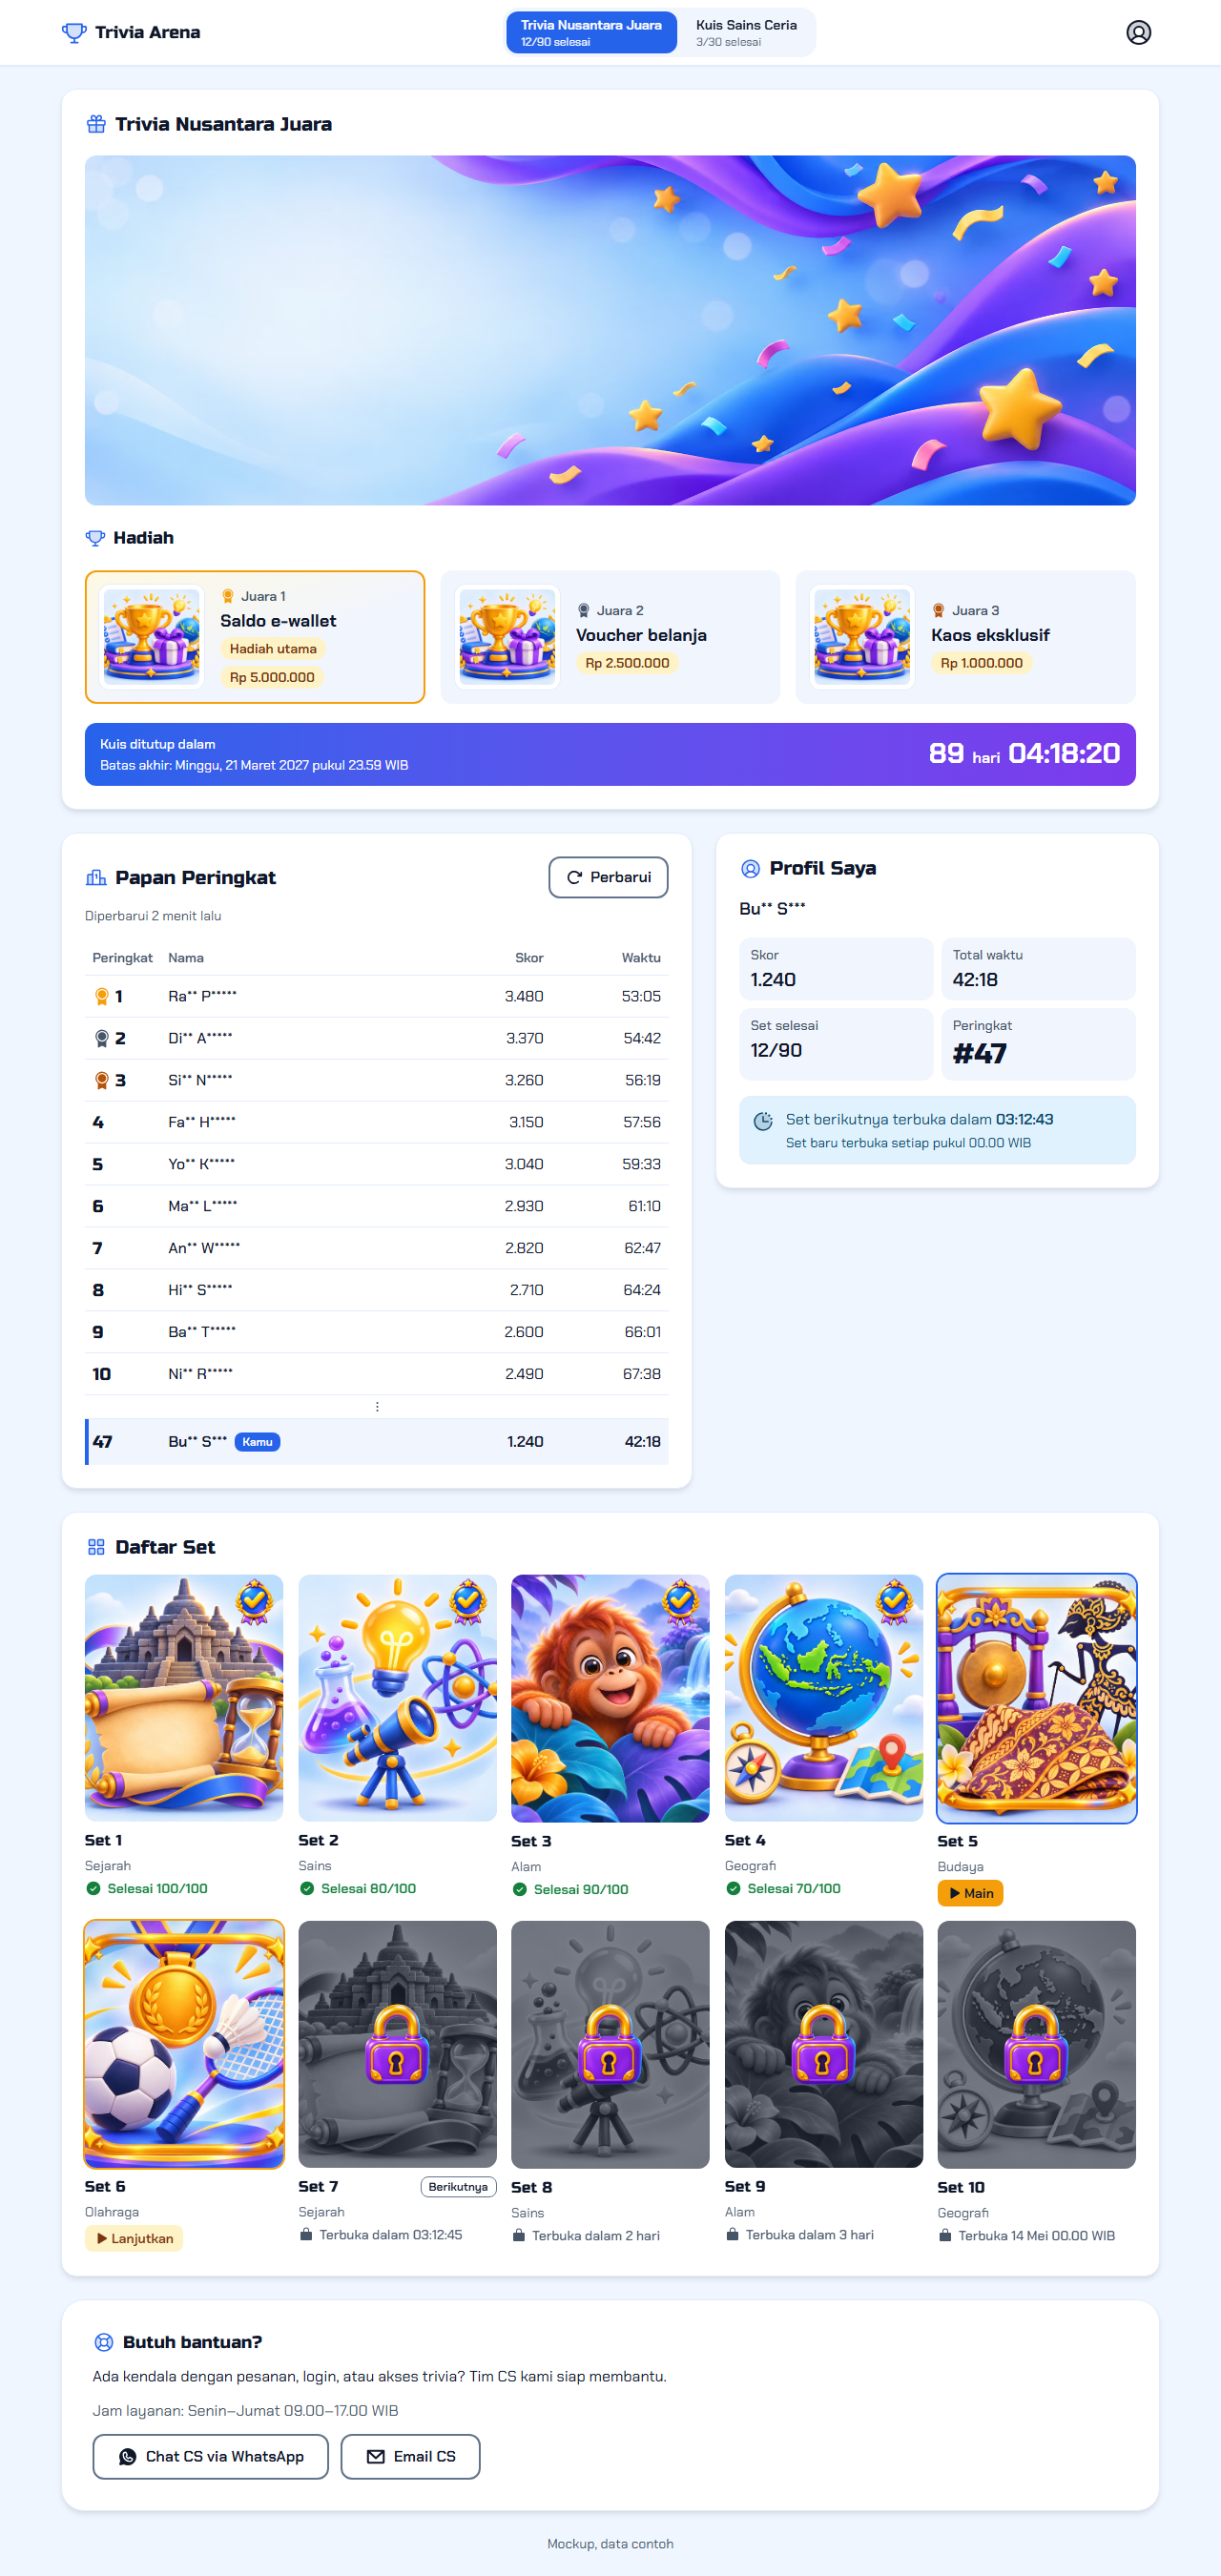 Trivia Arena
Trivia Nusantara Juara
12/90 selesai
Kuis Sains Ceria
3/30 selesai
Trivia Nusantara Juara
Hadiah
Juara 1
Saldo e-wallet
Hadiah utama
Rp 5.000.000
Juara 2
Voucher belanja
Rp 2.500.000
Juara 3
Kaos eksklusif
Rp 1.000.000
Kuis ditutup dalam
Batas akhir: Minggu, 21 Maret 2027 pukul 23.59 WIB
89 hari 04:18:20
Papan Peringkat
Perbarui
Diperbarui 2 menit lalu
Peringkat Nama Skor Waktu
1 Ra** P***** 3.480 53:05
2 Di** A***** 3.370 54:42
3 Si** N***** 3.260 56:19
4 Fa** H***** 3.150 57:56
5 Yo** K***** 3.040 59:33
6 Ma** L***** 2.930 61:10
7 An** W***** 2.820 62:47
8 Hi** S***** 2.710 64:24
9 Ba** T***** 2.600 66:01
10 Ni** R***** 2.490 67:38
⋮
47 Bu** S*** Kamu 1.240 42:18
Profil Saya
Bu** S***
Skor
1.240
Total waktu
42:18
Set selesai
12/90
Peringkat
#47
Set berikutnya terbuka dalam 03:12:43
Set baru terbuka setiap pukul 00.00 WIB
Daftar Set
Set 1
Sejarah
Selesai 100/100
Set 2
Sains
Selesai 80/100
Set 3
Alam
Selesai 90/100
Set 4
Geografi
Selesai 70/100
Set 5
Budaya
Main
Set 6
Olahraga
Lanjutkan
Set 7
Berikutnya
Sejarah
Terbuka dalam 03:12:45
Set 8
Sains
Terbuka dalam 2 hari
Set 9
Alam
Terbuka dalam 3 hari
Set 10
Geografi
Terbuka 14 Mei 00.00 WIB
Butuh bantuan?
Ada kendala dengan pesanan, login, atau akses trivia? Tim CS kami siap membantu.
Jam layanan: Senin–Jumat 09.00–17.00 WIB
Chat CS via WhatsApp
Email CS
Mockup, data contoh